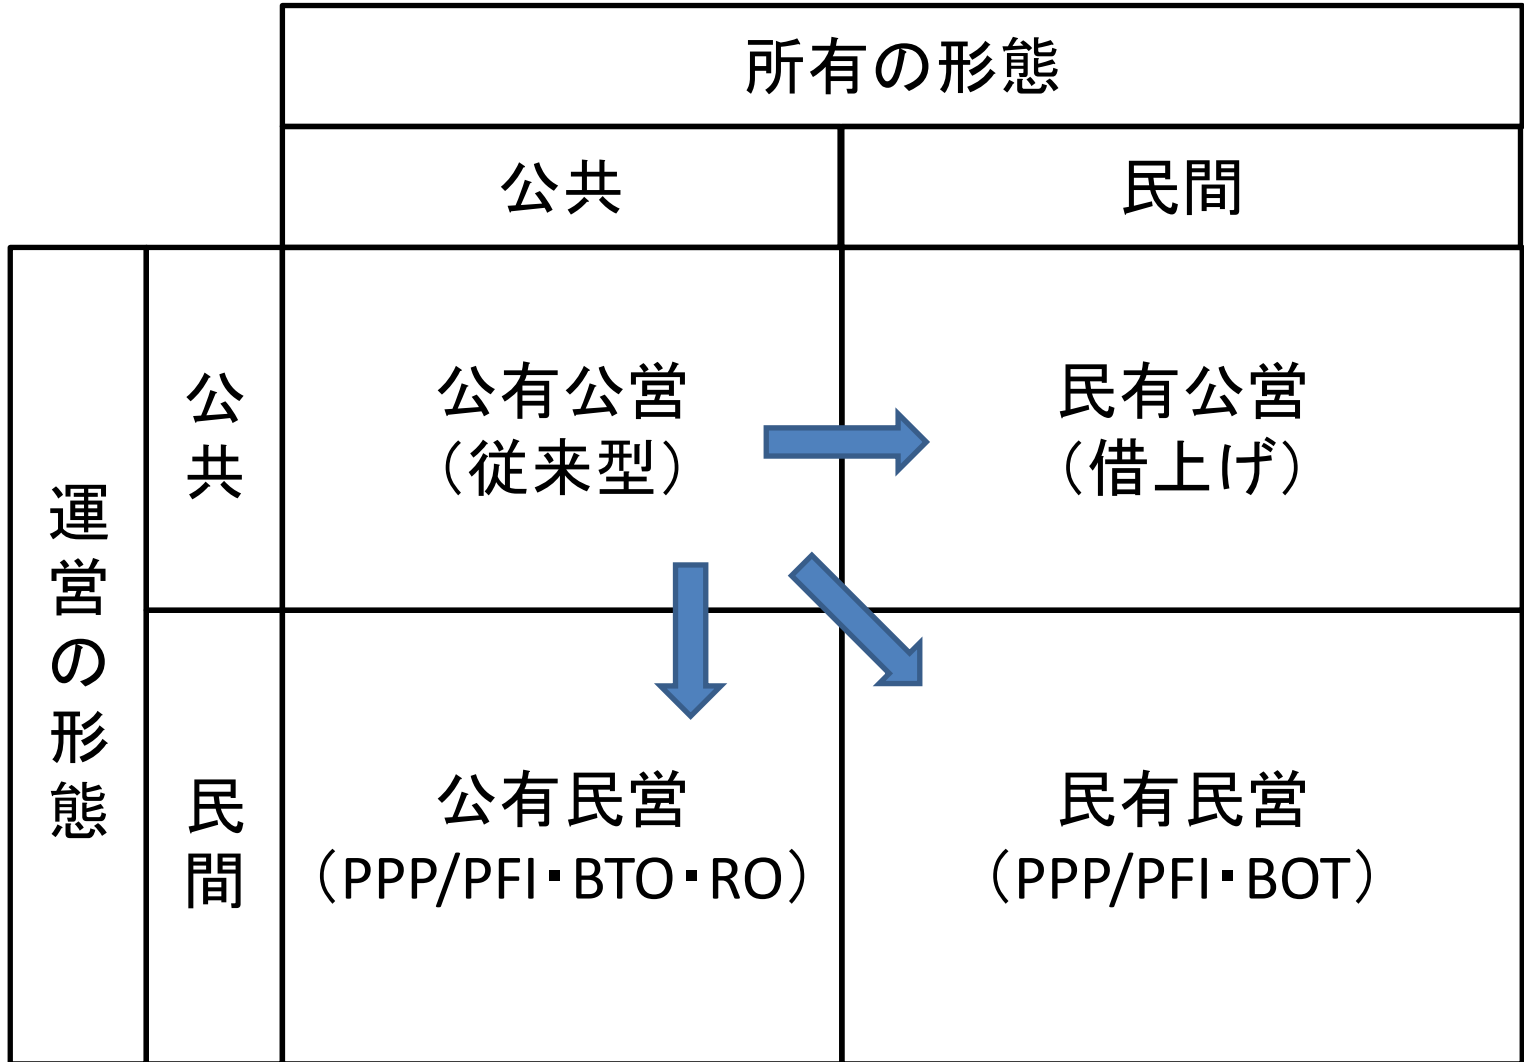 所有の形態
公共
民間
運営の形態
公共
公有公営
（従来型）
民有公営
（借上げ）
民間
公有民営
（PPP/PFI・BTO・RO）
民有民営
（PPP/PFI・BOT）